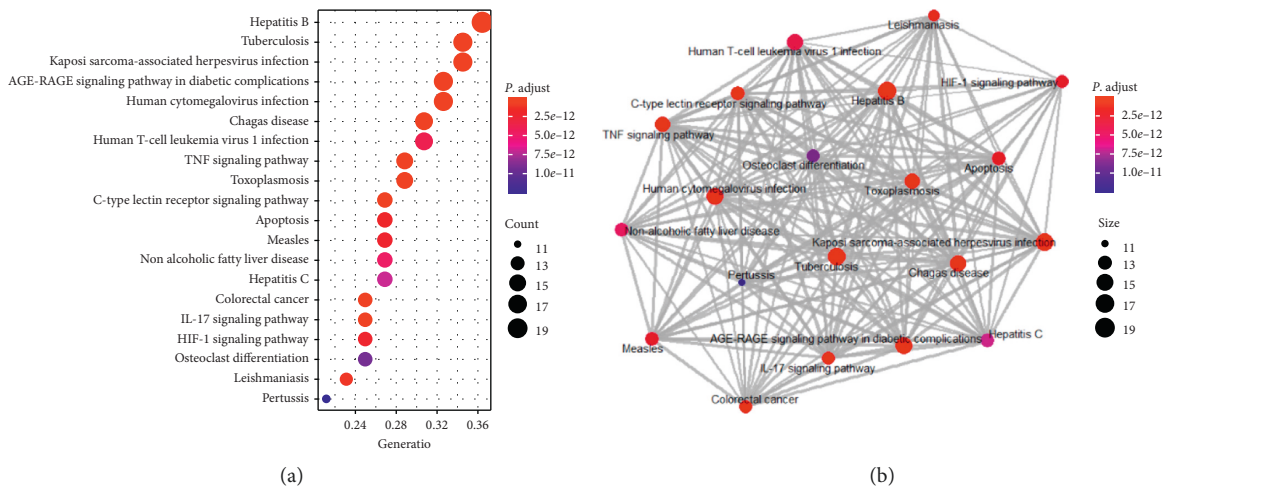 Hepatitis B
Tuberculosis
Kaposi sarcoma-associated herpesvirus infection
AGE-RAGE signaling pathway in diabetic complications
Human cytomegalovirus infection
Chagas disease
Human T-cell leukemia virus 1 infection
TNF signaling pathway
Toxoplasmosis
C-type lectin receptor signaling pathway
Apoptosis
Measles
Non alcoholic fatty liver disease
Hepatitis C
Colorectal cancer
IL-17 signaling pathway
HIF-1 signaling pathway
Osteoclast differentiation
Leishmaniasis
Pertussis
0.24 0.28 0.32 0.36
Generatio
P. adjust
2.5e–12
5.0e–12
7.5e–12
1.0e–11
Count
11
13
15
17
19
(a)
Leishmaniasis
Human T-cell leukemia virus 1 infection
HIF-1 signaling pathway
C-type lectin receptor signaling pathway
Hepatitis B
TNF signaling pathway
Osteoclast differentiation
Apoptosis
Human cytomegalovirus infection
Toxoplasmosis
Non-alcoholic fatty liver disease
Kaposi sarcoma-associated herpesvirus infection
Tuberculosis
Chagas disease
Pertussis
AGE-RAGE signaling pathway in diabetic complications
Hepatitis C
Measles
IL-17 signaling pathway
Colorectal cancer
P. adjust
2.5e–12
5.0e–12
7.5e–12
1.0e–11
Size
11
13
15
17
19
(b)